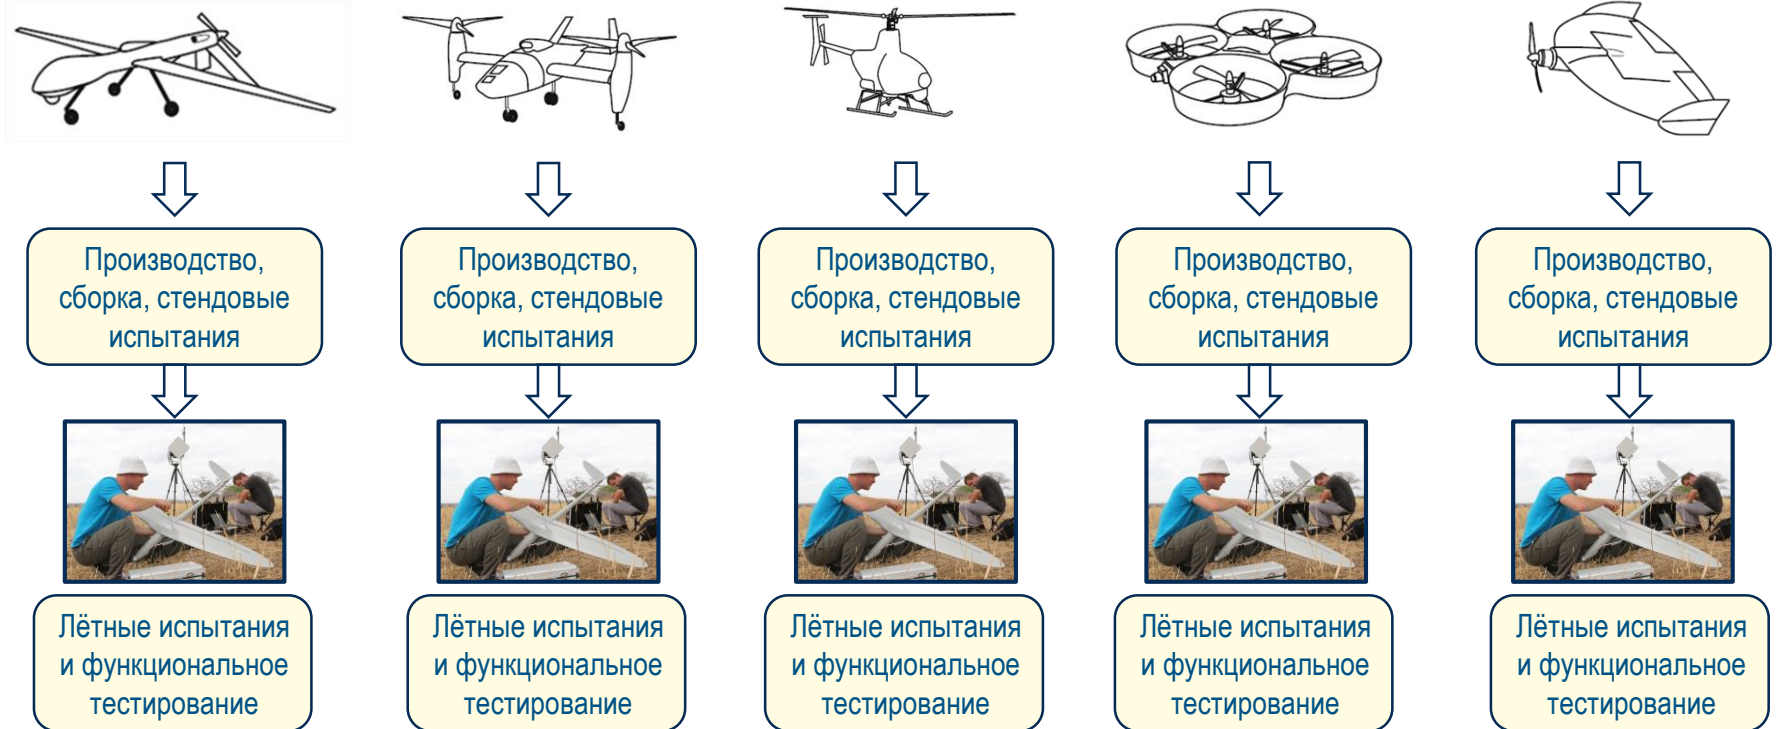 Производство,
сборка, стендовые
испытания
Производство,
сборка, стендовые
испытания
Производство,
сборка, стендовые
испытания
Производство,
сборка, стендовые
испытания
Производство,
сборка, стендовые
испытания
Лётные испытания
и функциональное
тестирование
Лётные испытания
и функциональное
тестирование
Лётные испытания
и функциональное
тестирование
Лётные испытания
и функциональное
тестирование
Лётные испытания
и функциональное
тестирование